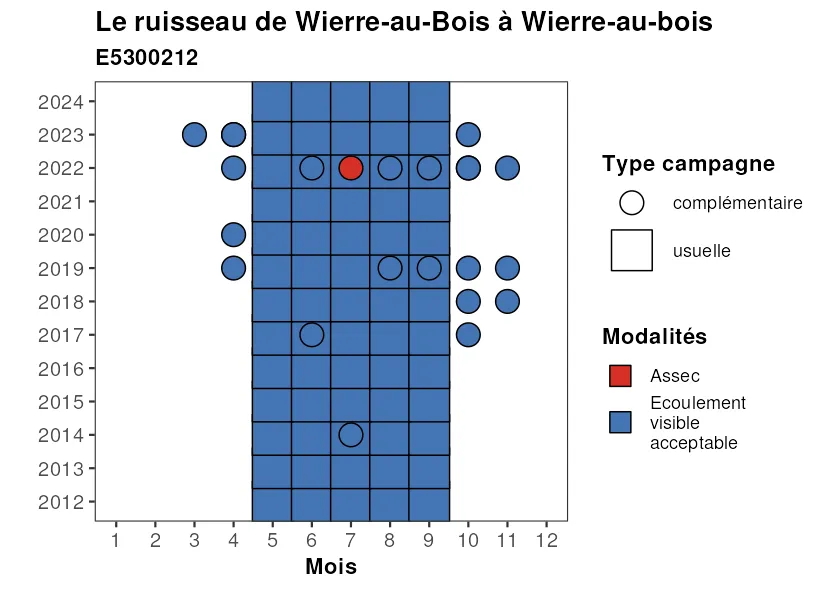 Le ruisseau de Wierre-au-Bois à Wierre-au-bois
E5300212
2024
2023
2022
2021
2020
2019
2018
2017
2016
2015
2014
2013
2012
1 2 3 4 5 6 7 8 9 10 11 12
Mois
Type campagne
complémentaire
usuelle
Modalités
Assec
Ecoulement
visible
acceptable